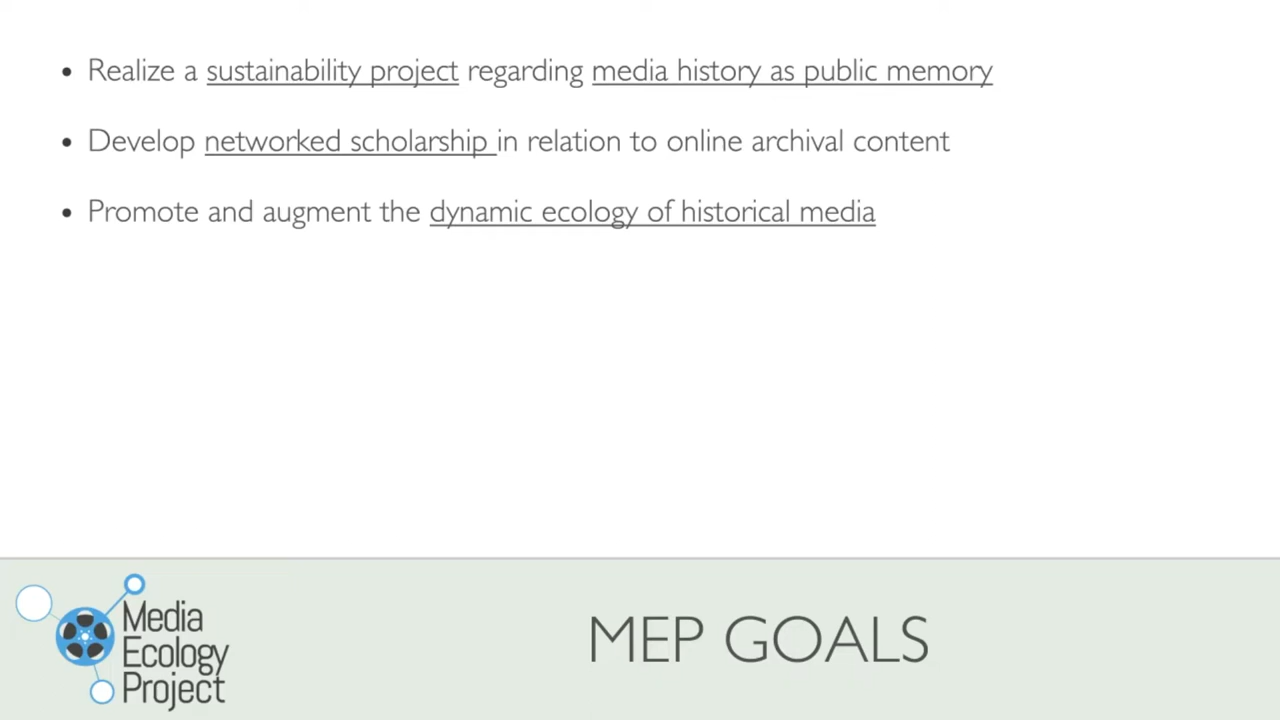 • Realize a sustainability project regarding media history as public memory
• Develop networked scholarship in relation to online archival content
• Promote and augment the dynamic ecology of historical media
Media
Ecology
Project
MEP GOALS